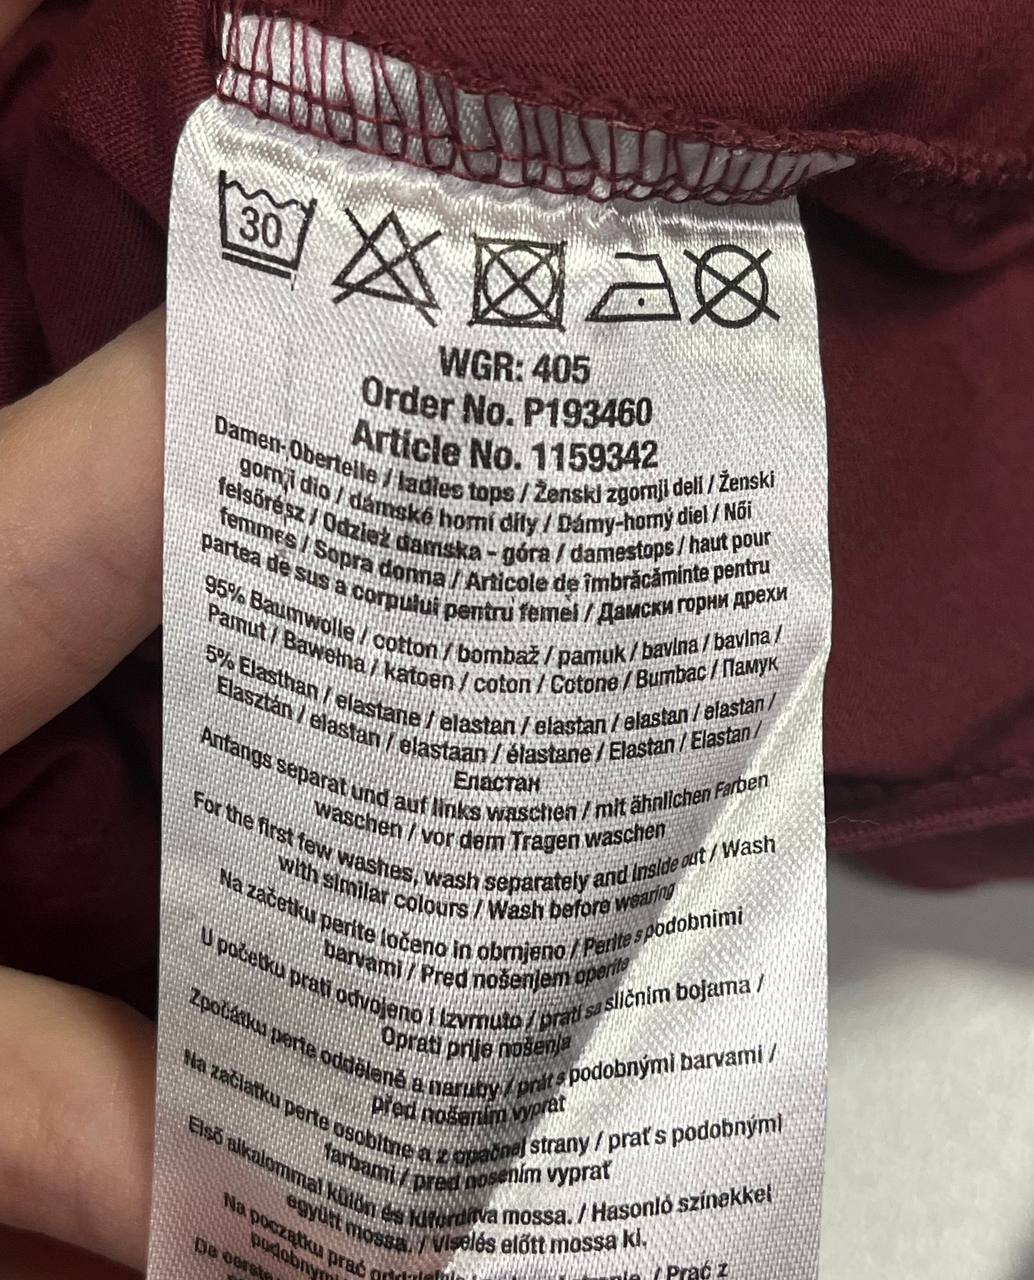 30
WGR: 405
Order No. P193460
Article No. 1159342
Damen-Oberteile / ladies tops / Ženski zgornji deli / Ženski
gornji dio / dámské horní díly / Dámy-horný diel / Női
felsőrész / Odzież damska - góra / damestops / haut pour
femmes / Sopra donna / Articole de îmbrăcăminte pentru
partea de sus a corpului pentru femei / Дамски горни дрехи
95% Baumwolle / cotton / bombaž / pamuk / bavlna / bavlna /
Pamut / Bawełna / katoen / coton / Cotone / Bumbac / Памук
5% Elasthan / elastane / elastan / elastan / elastan / elastan /
Elasztán / elastan / elastaan / élastane / Elastan / Elastan /
Еластан
Anfangs separat und auf links waschen / mit ähnlichen Farben
waschen / vor dem Tragen waschen
For the first few washes, wash separately and inside out / Wash
with similar colours / Wash before wearing
Na začetku perite ločeno in obrnjeno / Perite s podobnimi
barvami / Pred nošenjem operite
U početku prati odvojeno i izvrnuto / prati sa sličnim bojama /
Oprati prije nošenja
Zpočátku perte odděleně a naruby / prát s podobnými barvami /
před nošením vyprat
Na začiatku perte osobitne a z opačnej strany / prať s podobnými
farbami / pred nosením vyprať
Első alkalommal külön és kifordítva mossa. / Hasonló színekkel
együtt mossa. / Viselés előtt mossa ki.
Na początku prać / Prać z
De eerste